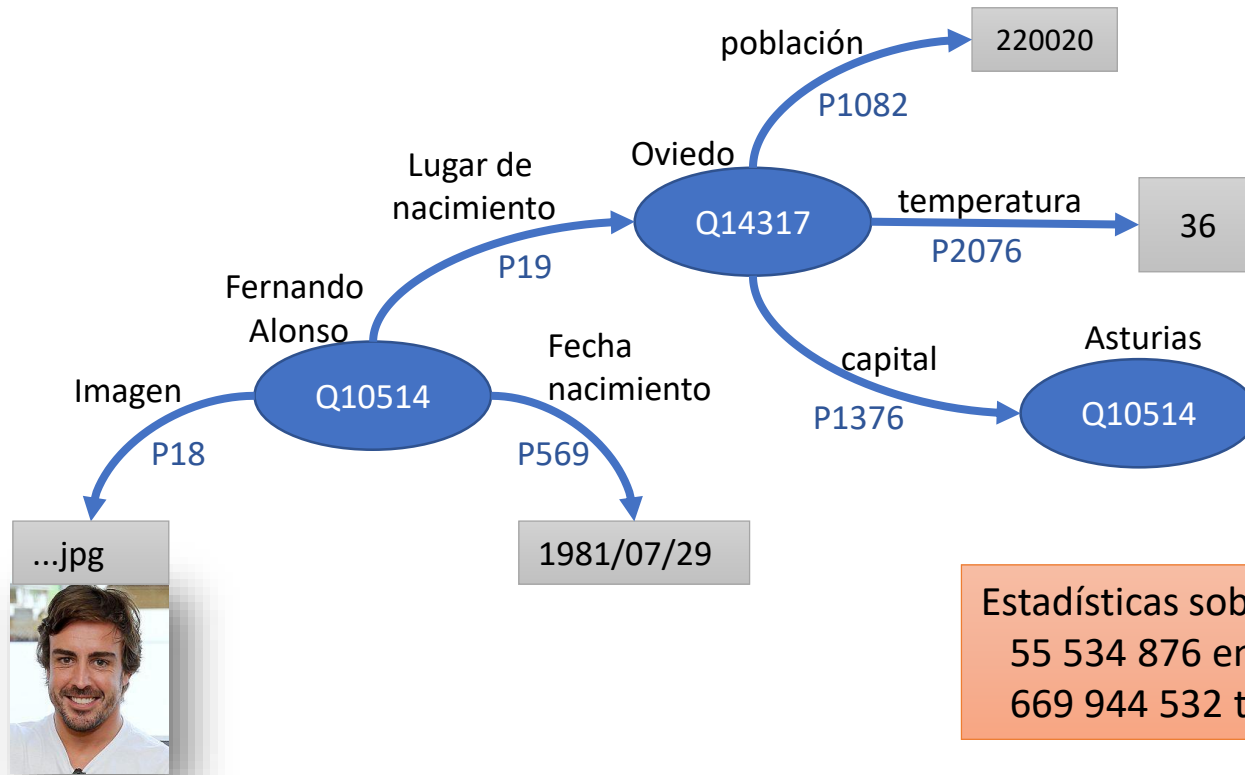 población
220020
P1082
Oviedo
Lugar de
nacimiento
Q14317
temperatura
36
P19
P2076
Fernando
Alonso
Fecha
nacimiento
capital
Asturias
Imagen
Q10514
P1376
Q10514
P18
P569
...jpg
1981/07/29
Estadísticas sob
55 534 876 en
669 944 532 t